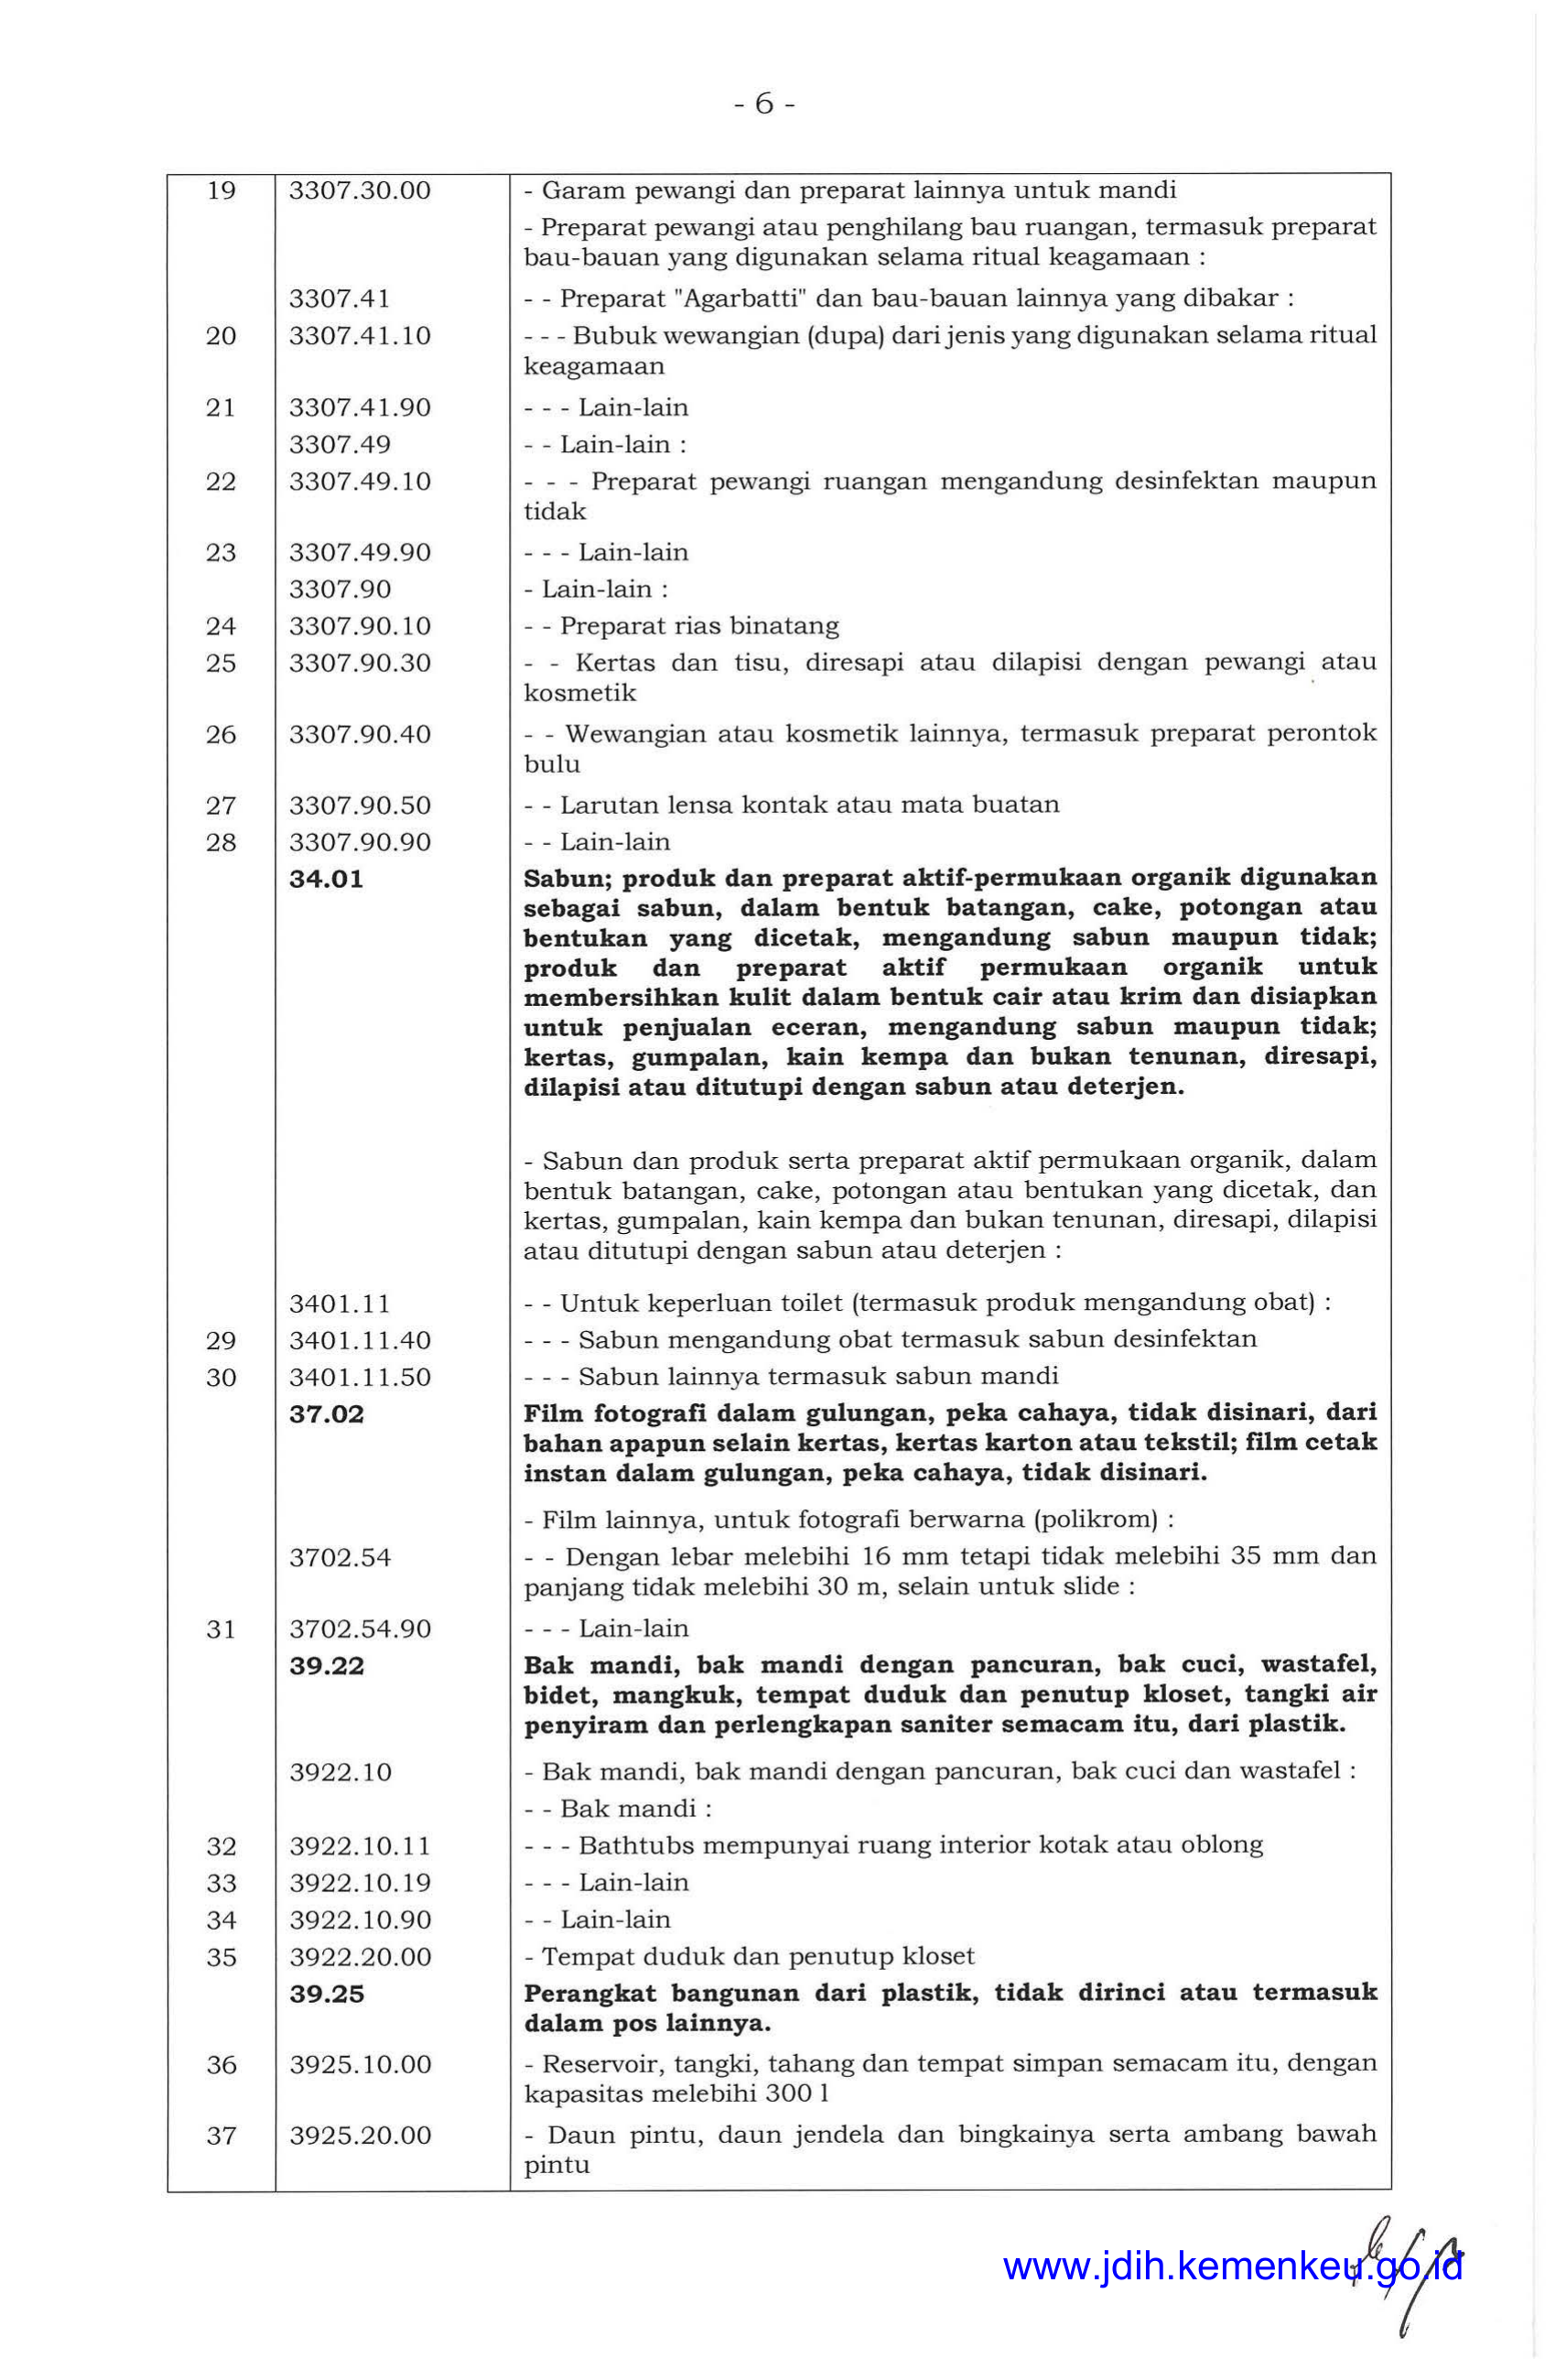 - 6 -
19 3307.30.00 - Garam pewangi dan preparat lainnya untuk mandi
- Preparat pewangi atau penghilang bau ruangan, termasuk preparat
bau-bauan yang digunakan selama ritual keagamaan :
3307.41 - - Preparat "Agarbatti" dan bau-bauan lainnya yang dibakar :
20 3307.41.10 - - - Bubuk wewangian (dupa) dari jenis yang digunakan selama ritual
keagamaan
21 3307.41.90 - - - Lain-lain
3307.49 - - Lain-lain :
22 3307.49.10 - - - Preparat pewangi ruangan mengandung desinfektan maupun
tidak
23 3307.49.90 - - - Lain-lain
3307.90 - Lain-lain :
24 3307.90.10 - - Preparat rias binatang
25 3307.90.30 - - Kertas dan tisu, diresapi atau dilapisi dengan pewangi atau
kosmetik
26 3307.90.40 - - Wewangian atau kosmetik lainnya, termasuk preparat perontok
bulu
27 3307.90.50 - - Larutan lensa kontak atau mata buatan
28 3307.90.90 - - Lain-lain
34.01 Sabun; produk dan preparat aktif-permukaan organik digunakan
sebagai sabun, dalam bentuk batangan, cake, potongan atau
bentukan yang dicetak, mengandung sabun maupun tidak;
produk dan preparat aktif permukaan organik untuk
membersihkan kulit dalam bentuk cair atau krim dan disiapkan
untuk penjualan eceran, mengandung sabun maupun tidak;
kertas, gumpalan, kain kempa dan bukan tenunan, diresapi,
dilapisi atau ditutupi dengan sabun atau deterjen.
- Sabun dan produk serta preparat aktif permukaan organik, dalam
bentuk batangan, cake, potongan atau bentukan yang dicetak, dan
kertas, gumpalan, kain kempa dan bukan tenunan, diresapi, dilapisi
atau ditutupi dengan sabun atau deterjen :
3401.11 - - Untuk keperluan toilet (termasuk produk mengandung obat) :
29 3401.11.40 - - - Sabun mengandung obat termasuk sabun desinfektan
30 3401.11.50 - - - Sabun lainnya termasuk sabun mandi
37.02 Film fotografi dalam gulungan, peka cahaya, tidak disinari, dari
bahan apapun selain kertas, kertas karton atau tekstil; film cetak
instan dalam gulungan, peka cahaya, tidak disinari.
- Film lainnya, untuk fotografi berwarna (polikrom) :
3702.54 - - Dengan lebar melebihi 16 mm tetapi tidak melebihi 35 mm dan
panjang tidak melebihi 30 m, selain untuk slide :
31 3702.54.90 - - - Lain-lain
39.22 Bak mandi, bak mandi dengan pancuran, bak cuci, wastafel,
bidet, mangkuk, tempat duduk dan penutup kloset, tangki air
penyiram dan perlengkapan saniter semacam itu, dari plastik.
3922.10 - Bak mandi, bak mandi dengan pancuran, bak cuci dan wastafel :
- - Bak mandi :
32 3922.10.11 - - - Bathtubs mempunyai ruang interior kotak atau oblong
33 3922.10.19 - - - Lain-lain
34 3922.10.90 - - Lain-lain
35 3922.20.00 - Tempat duduk dan penutup kloset
39.25 Perangkat bangunan dari plastik, tidak dirinci atau termasuk
dalam pos lainnya.
36 3925.10.00 - Reservoir, tangki, tahang dan tempat simpan semacam itu, dengan
kapasitas melebihi 300 l
37 3925.20.00 - Daun pintu, daun jendela dan bingkainya serta ambang bawah
pintu
www.jdih.kemenkeu.go.id